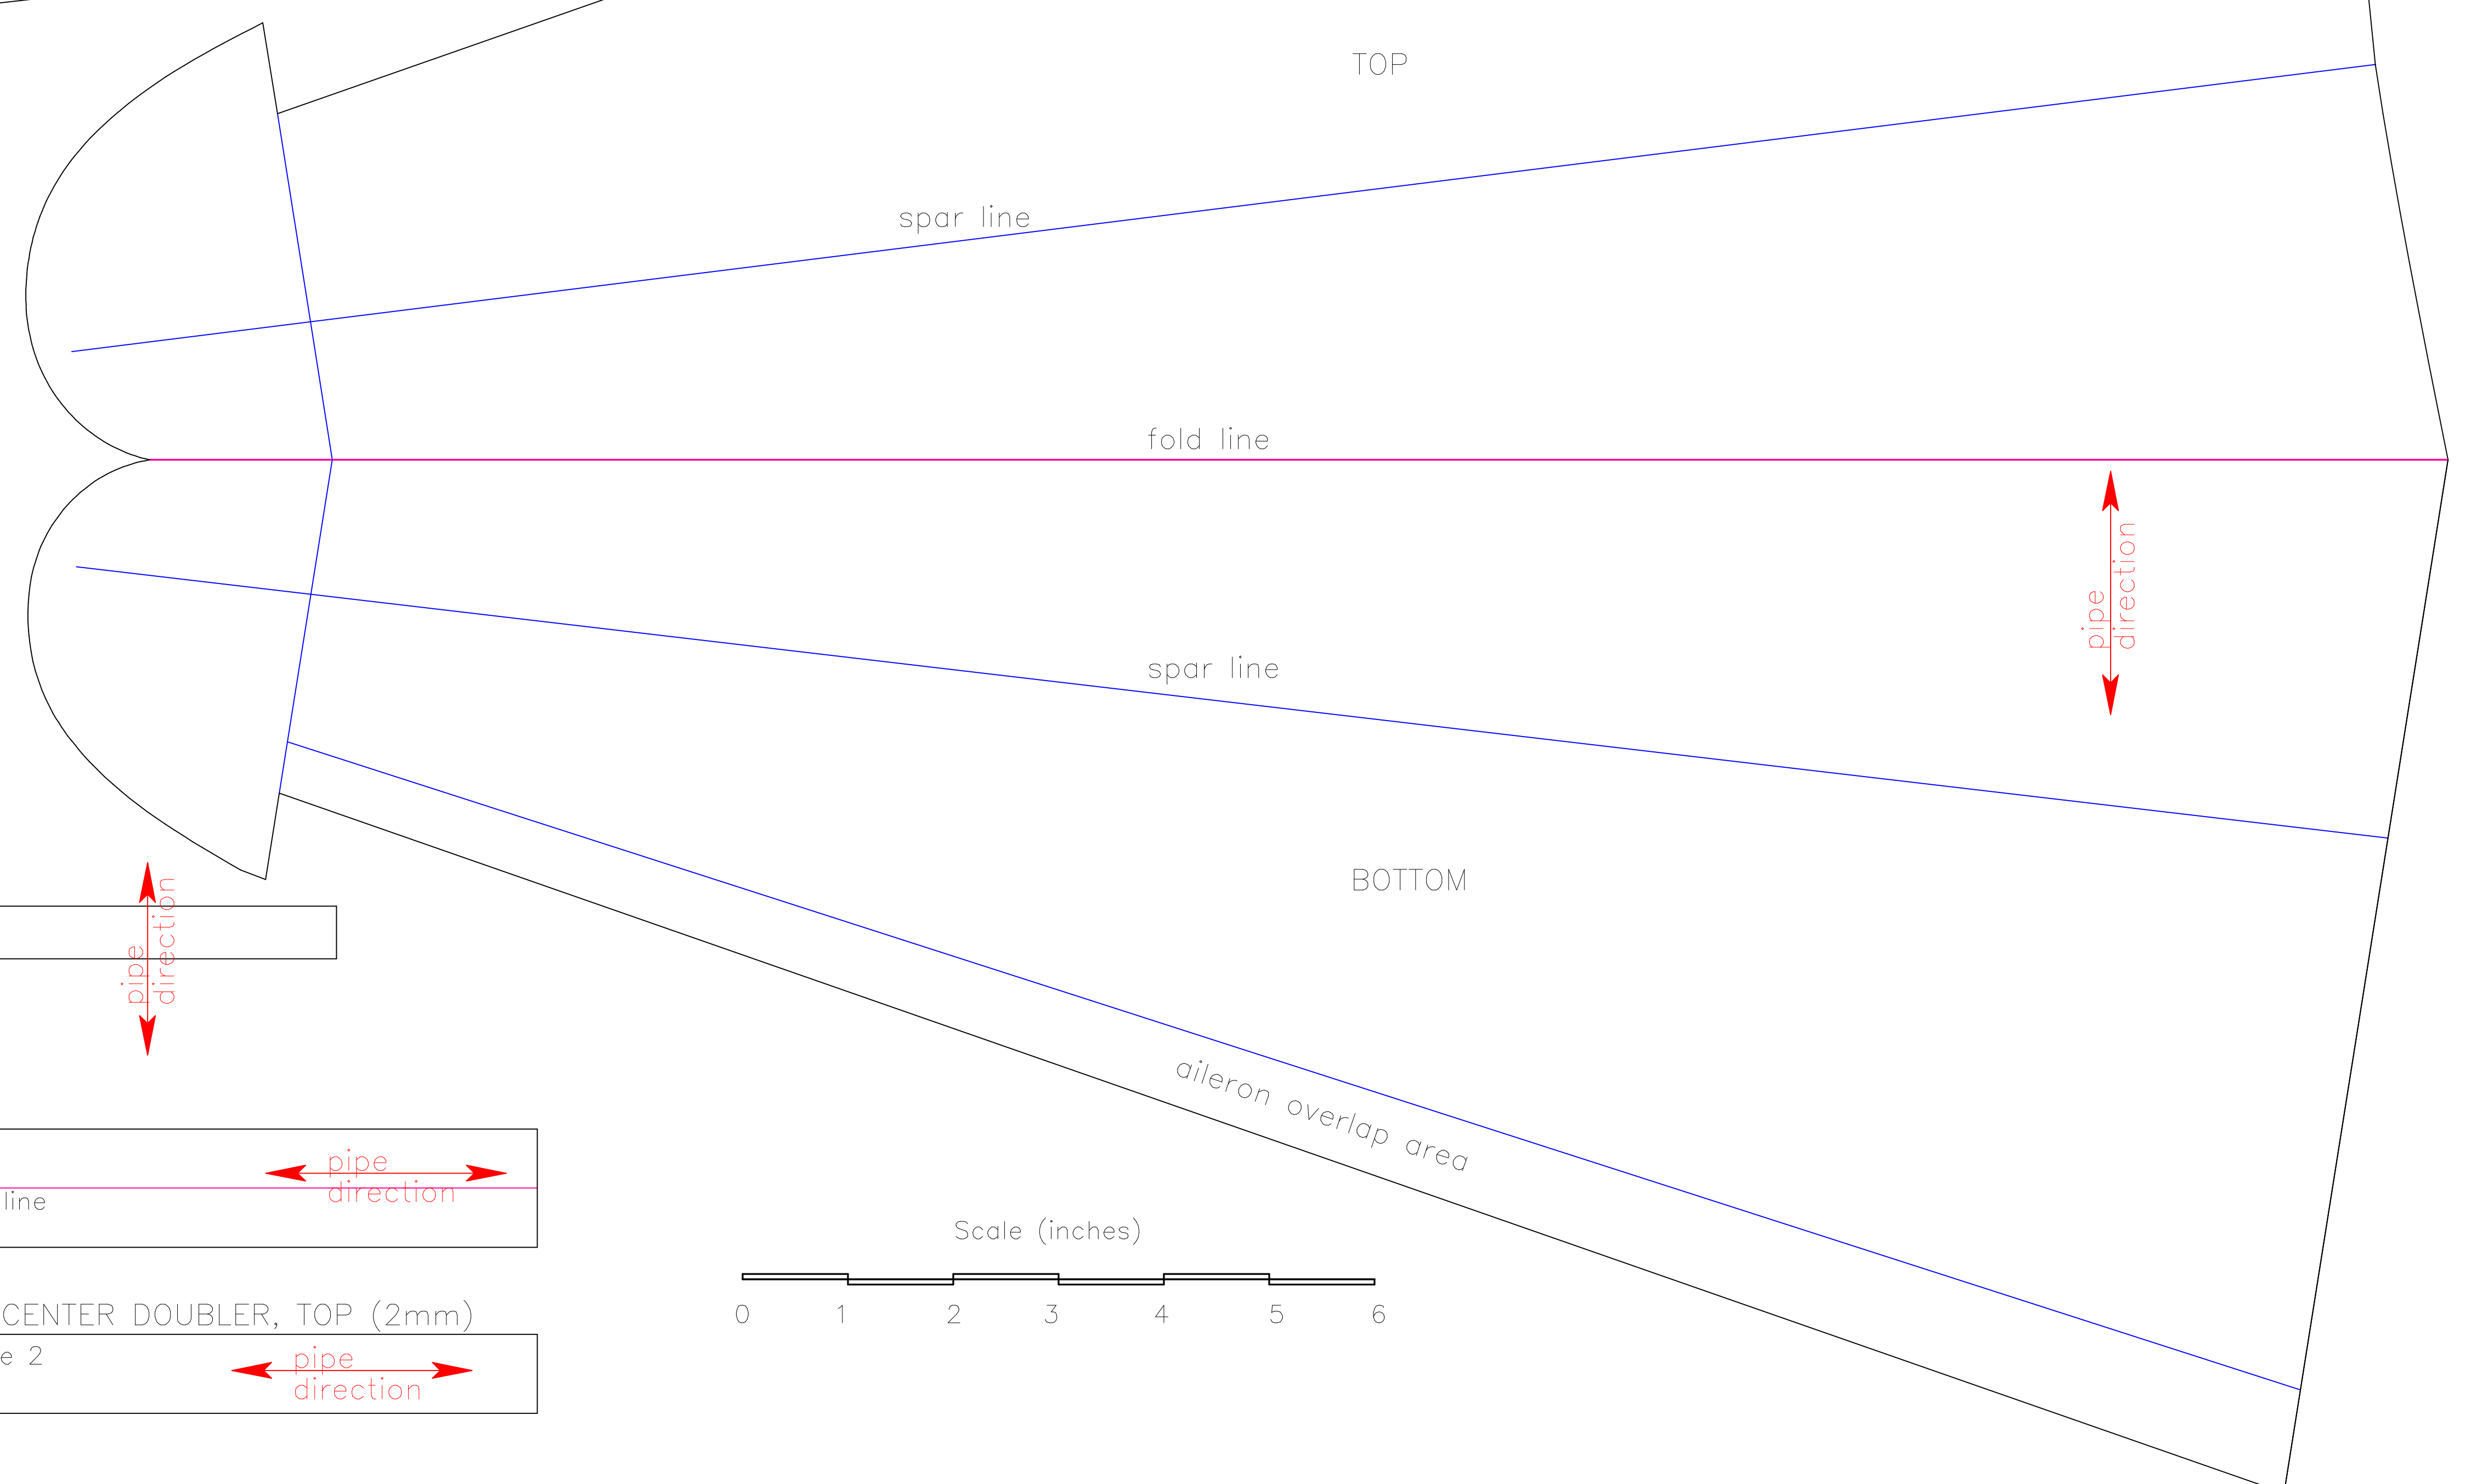 TOP
spar line
fold line
pipe
direction
spar line
BOTTOM
pipe
direction
aileron overlap area
pipe
direction
line
Scale (inches)
0 1 2 3 4 5 6
CENTER DOUBLER, TOP (2mm)
e 2
pipe
direction